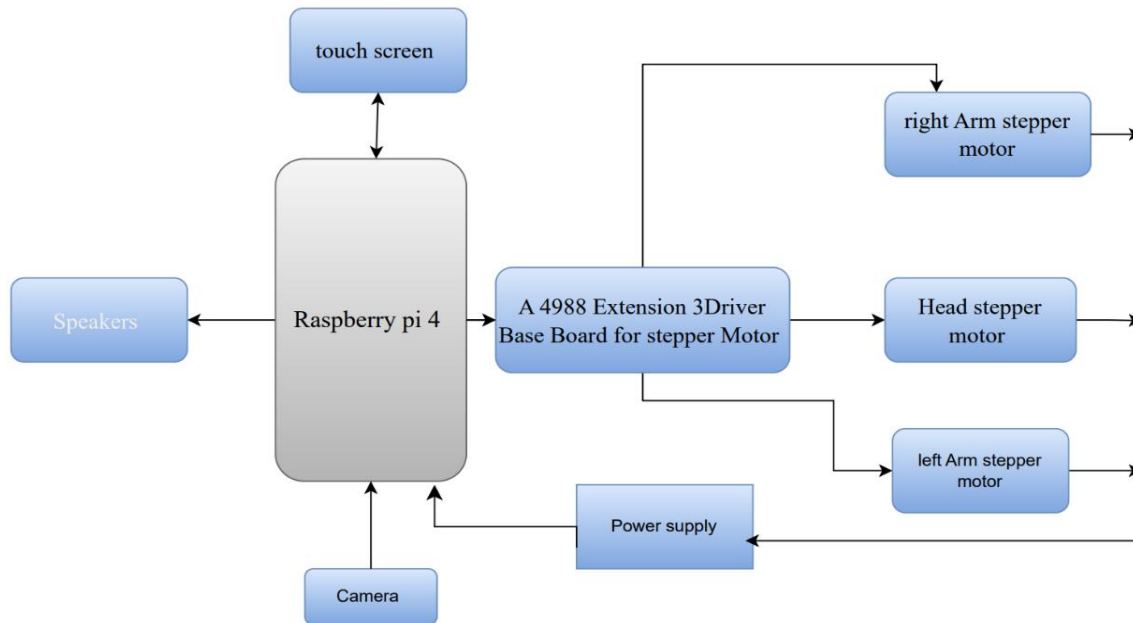 touch screen
right Arm stepper
motor
Speakers
Raspberry pi 4
A 4988 Extension 3Driver
Base Board for stepper Motor
Head stepper
motor
left Arm stepper
motor
Power supply
Camera